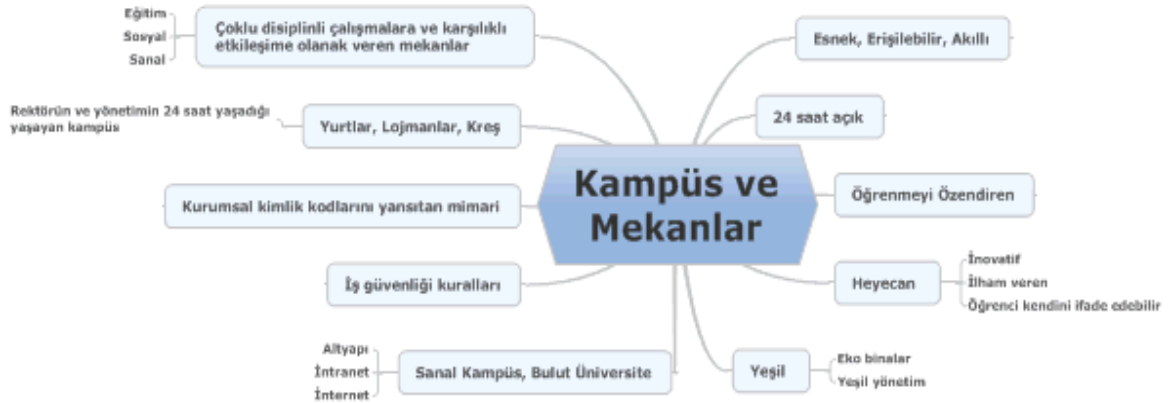 Eğitim
Sosyal
Sanal
Çoklu disiplinli çalışmalara ve karşılıklı
etkileşime olanak veren mekanlar
Rektörün ve yönetimin 24 saat yaşadığı
yaşayan kampüs
Yurtlar, Lojmanlar, Kreş
Kurumsal kimlik kodlarını yansıtan mimari
İş güvenliği kuralları
Altyapı
İntranet
İnternet
Sanal Kampüs, Bulut Üniversite
Kampüs ve
Mekanlar
Esnek, Erişilebilir, Akıllı
24 saat açık
Öğrenmeyi Özendiren
Heyecan
İnovatif
İlham veren
Öğrenci kendini ifade edebilir
Yeşil
Eko binalar
Yeşil yönetim